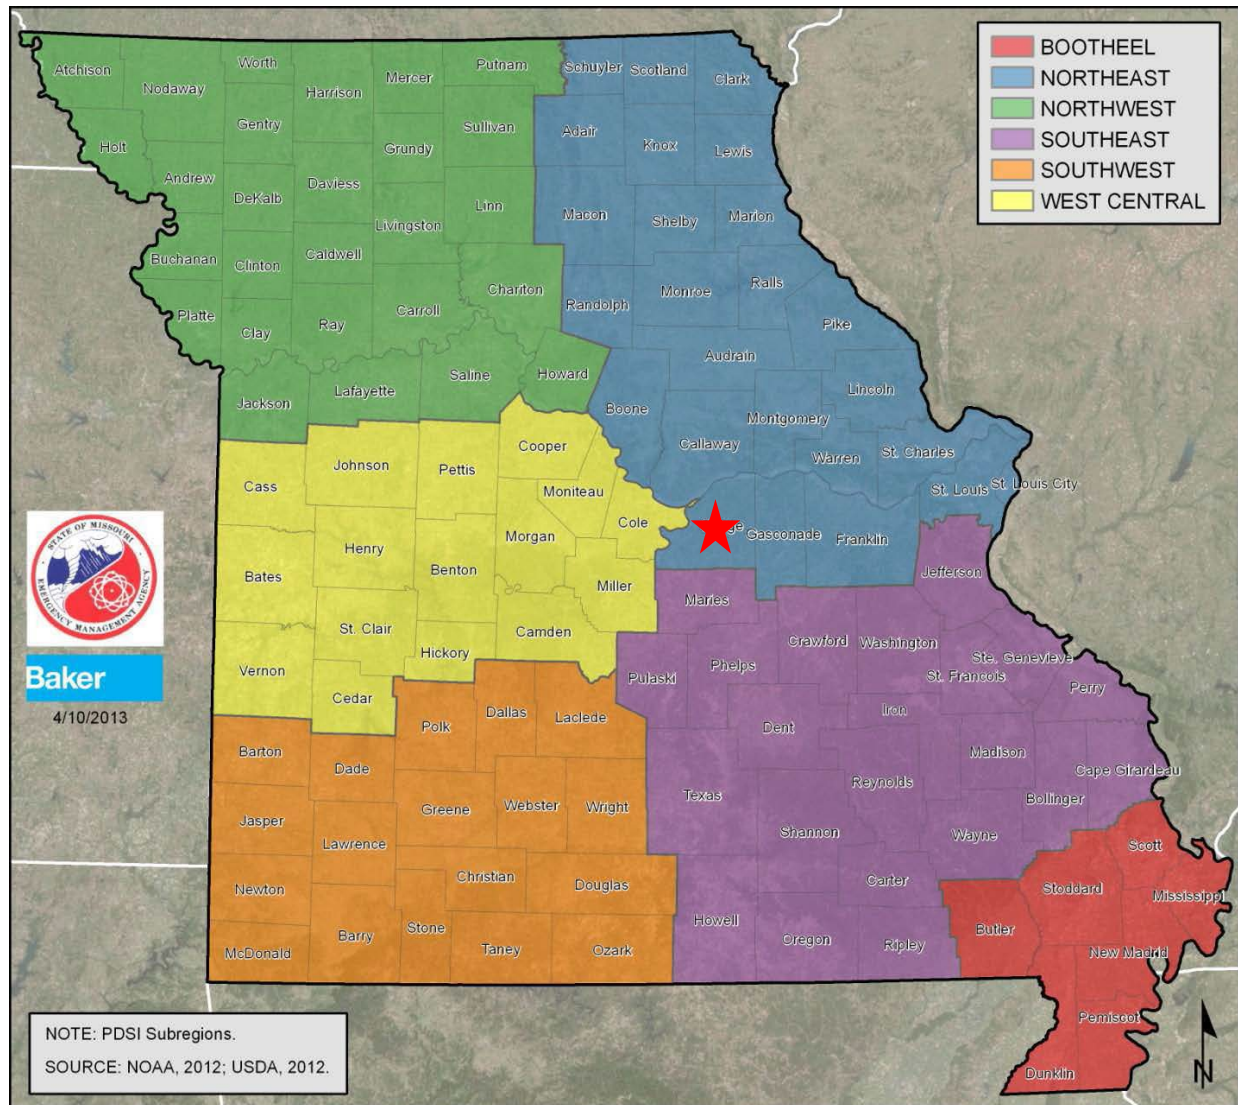 BOOTHEEL
NORTHEAST
NORTHWEST
SOUTHEAST
SOUTHWEST
WEST CENTRAL
Atchison
Nodaway
Worth
Harrison
Mercer
Putnam
Schuyler
Scotland
Clark
Gentry
Sullivan
Adair
Knox
Lewis
Holt
Andrew
DeKalb
Daviess
Grundy
Livingston
Linn
Macon
Shelby
Marion
Buchanan
Clinton
Caldwell
Chariton
Randolph
Monroe
Ralls
Platte
Clay
Ray
Carroll
Pike
Audrain
Jackson
Lafayette
Saline
Howard
Boone
Callaway
Montgomery
Lincoln
Warren
St. Charles
St. Louis
St. Louis City
Cass
Johnson
Pettis
Cooper
Moniteau
Cole
Gasconade
Franklin
Bates
Henry
Benton
Morgan
Miller
Jefferson
Maries
Vernon
St. Clair
Hickory
Camden
Cedar
Pulaski
Phelps
Crawford
Washington
Ste. Genevieve
St. Francois
Perry
Polk
Dallas
Laclede
Dent
Iron
Barton
Dade
Madison
Cape Girardeau
Jasper
Greene
Webster
Wright
Texas
Reynolds
Bollinger
Lawrence
Shannon
Wayne
Scott
Newton
Christian
Douglas
Carter
Stoddard
Mississippi
McDonald
Barry
Stone
Taney
Ozark
Howell
Oregon
Ripley
Butler
New Madrid
Pemiscot
Dunklin
STATE OF MISSOURI
EMERGENCY MANAGEMENT AGENCY
Baker
4/10/2013
NOTE: PDSI Subregions.
SOURCE: NOAA, 2012; USDA, 2012.
N